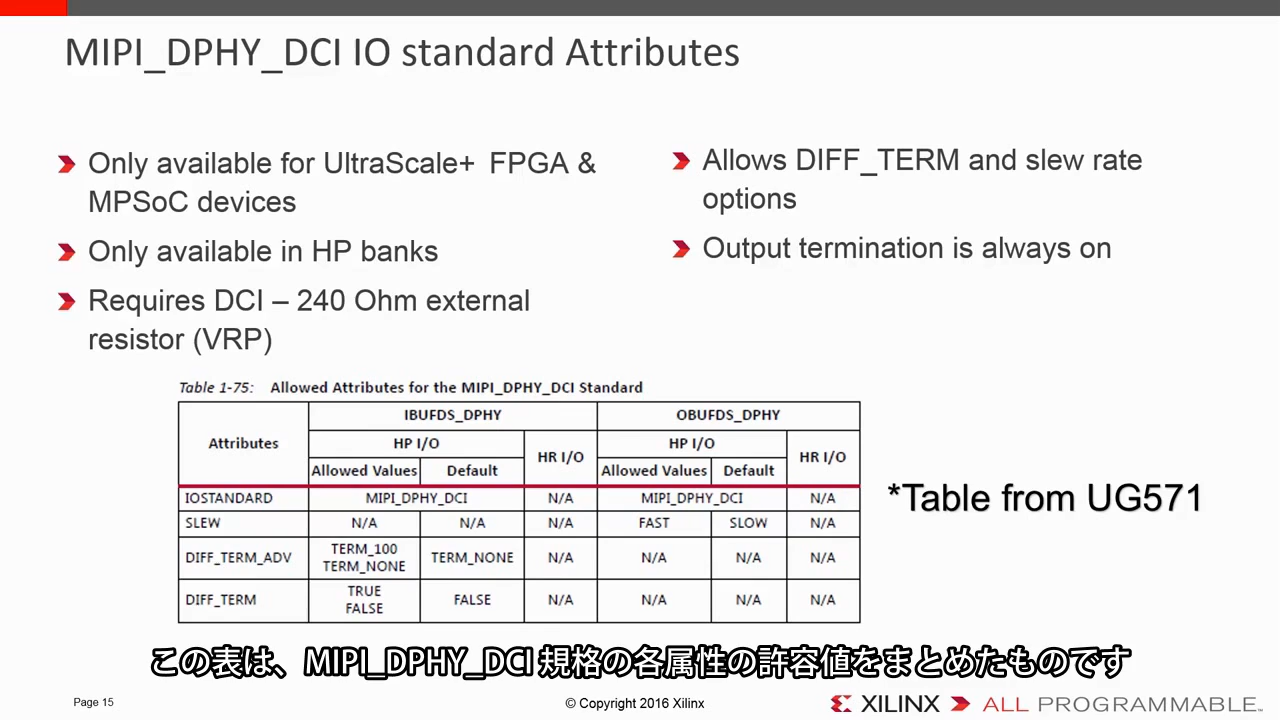 MIPI_DPHY_DCI IO standard Attributes
Only available for UltraScale+ FPGA &
MPSoC devices
Only available in HP banks
Requires DCI – 240 Ohm external
resistor (VRP)
Allows DIFF_TERM and slew rate
options
Output termination is always on
Table 1-75: Allowed Attributes for the MIPI_DPHY_DCI Standard
Attributes IBUFDS_DPHY OBUFDS_DPHY
HP I/O HR I/O HP I/O HR I/O
Allowed Values Default Allowed Values Default
IOSTANDARD MIPI_DPHY_DCI N/A MIPI_DPHY_DCI N/A
SLEW N/A N/A N/A FAST SLOW N/A
DIFF_TERM_ADV TERM_100 TERM_NONE TERM_NONE N/A N/A N/A N/A
DIFF_TERM TRUE FALSE FALSE N/A N/A N/A N/A
*Table from UG571
この表は、MIPI_DPHY_DCI 規格の各属性の許容値をまとめたものです
Page 15
© Copyright 2016 Xilinx
XILINX ALL PROGRAMMABLE™